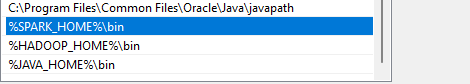 C:\Program Files\Common Files\Oracle\Java\javapath
%SPARK_HOME%\bin
%HADOOP_HOME%\bin
%JAVA_HOME%\bin